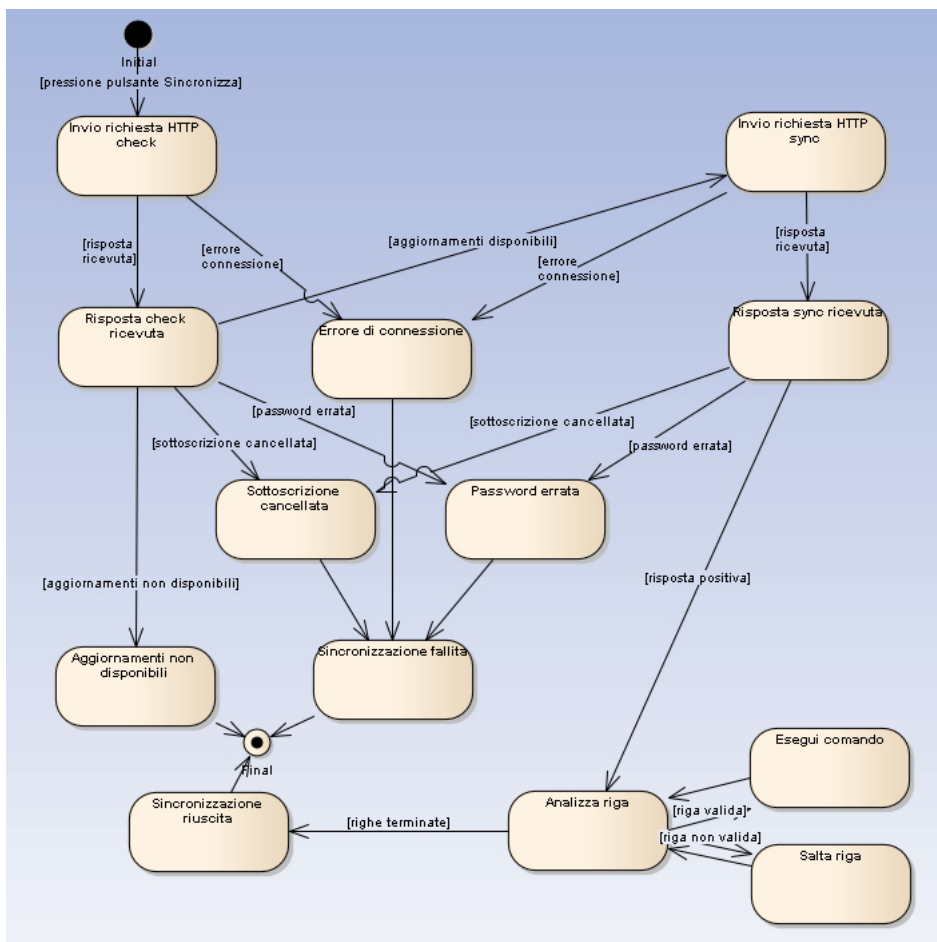 Initial
[pressione pulsante Sincronizza]
Invio richiesta HTTP
check
Invio richiesta HTTP
sync
[risposta
ricevuta]
[errore
connessione]
[aggiornamenti disponibili]
[errore
connessione]
[risposta
ricevuta]
Risposta check
ricevuta
Errore di connessione
Risposta sync ricevuta
[password errata]
[sottoscrizione cancellata]
[sottoscrizione cancellata]
[password errata]
Sottoscrizione
cancellata
Password errata
[aggiornamenti non disponibili]
[risposta positiva]
Aggiornamenti non
disponibili
Sincronizzazione fallita
Final
Esegui comando
Sincronizzazione
riuscita
[righe terminate]
Analizza riga
[riga valida]
[riga non valida]
Salta riga